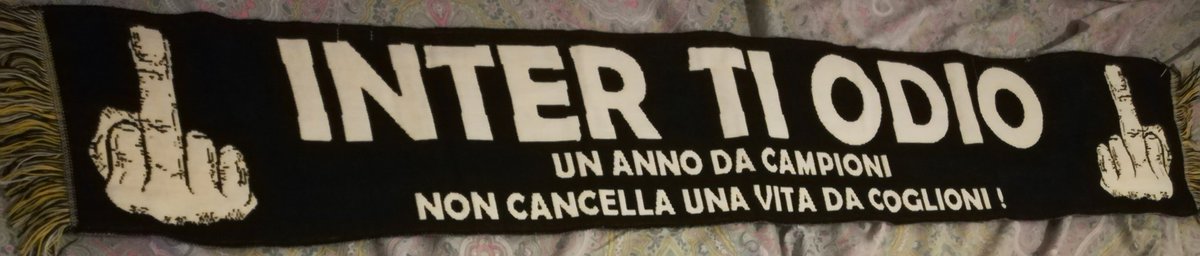 INTER TI ODIO
UN ANNO DA CAMPIONI
NON CANCELLA UNA VITA DA COGLIONI !